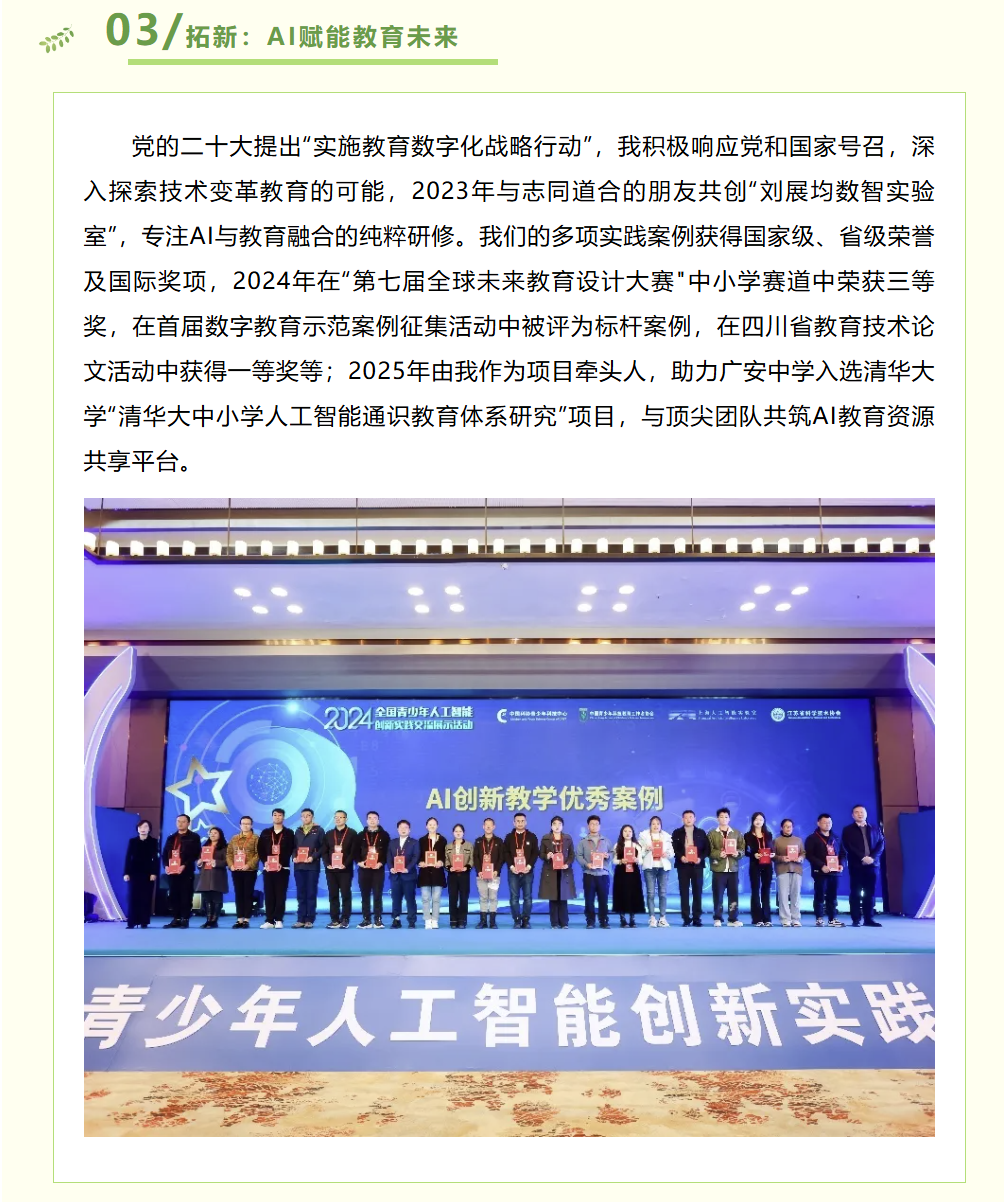 03/拓新：AI赋能教育未来
党的二十大提出“实施教育数字化战略行动”，我积极响应党和国家号召，深
入探索技术变革教育的可能，2023年与志同道合的朋友共创“刘展均数智实验
室”，专注AI与教育融合的纯粹研修。我们的多项实践案例获得国家级、省级荣誉
及国际奖项，2024年在“第七届全球未来教育设计大赛"中小学赛道中荣获三等
奖，在首届数字教育示范案例征集活动中被评为标杆案例，在四川省教育技术论
文活动中获得一等奖等；2025年由我作为项目牵头人，助力广安中学入选清华大
学“清华大中小学人工智能通识教育体系研究”项目，与顶尖团队共筑AI教育资源
共享平台。
2024 全国青少年人工智能
创新实践交流展示活动
江苏省科学技术协会
AI创新教学优秀案例
青少年人工智能创新实践